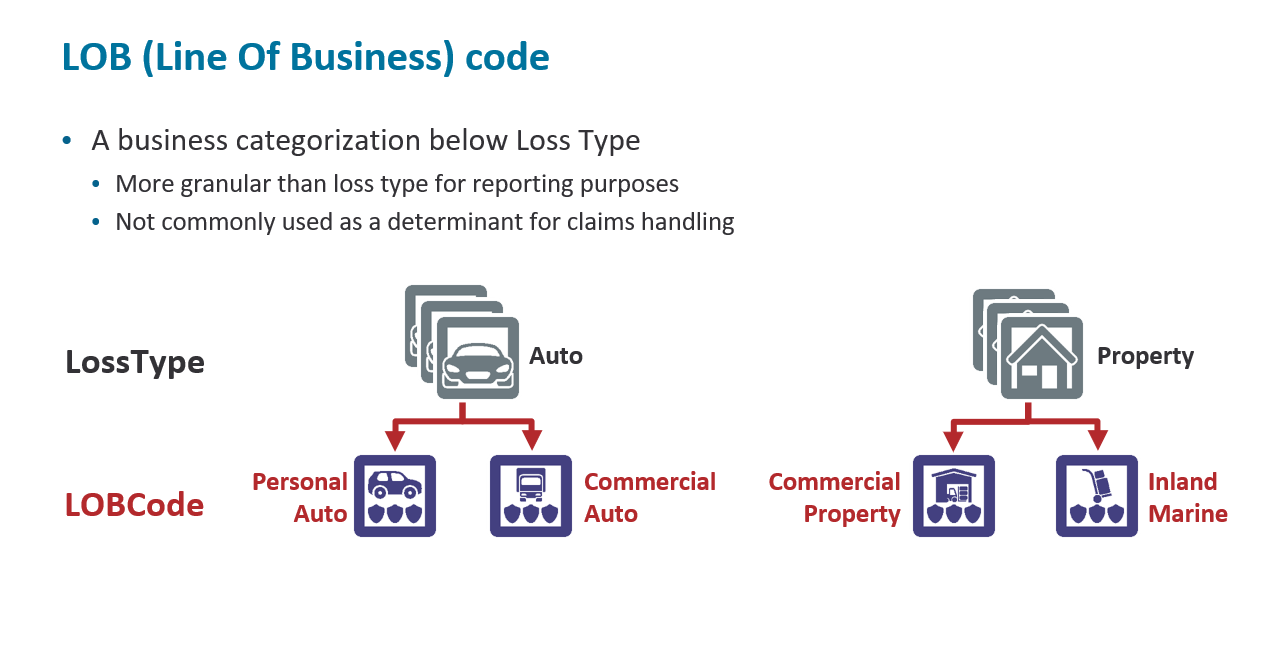 LOB (Line Of Business) code
• A business categorization below Loss Type
• More granular than loss type for reporting purposes
• Not commonly used as a determinant for claims handling
LossType
Auto
Property
LOBCode
Personal
Auto
Commercial
Auto
Commercial
Property
Inland
Marine